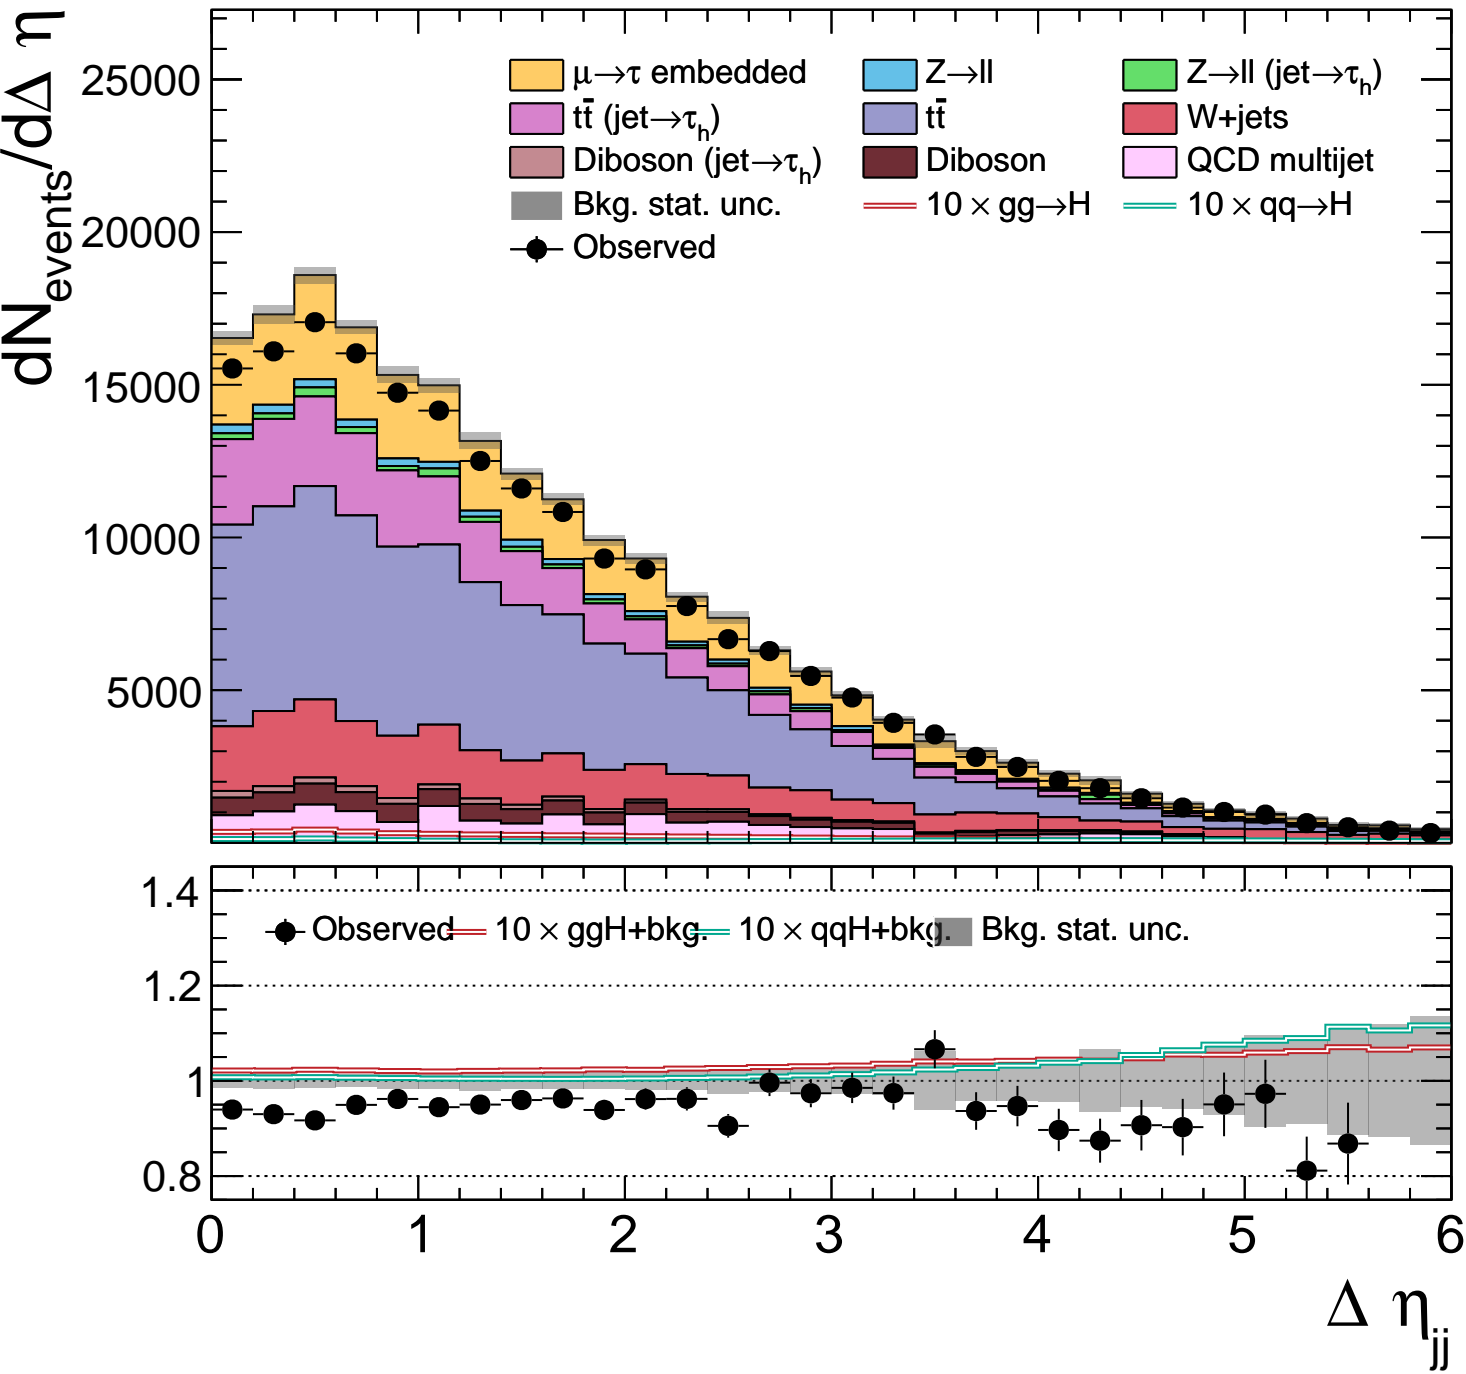 dN_events/dΔ η
25000
20000
15000
10000
5000
μ→τ embedded
Z→ll
Z→ll (jet→τ_h)
tt̄ (jet→τ_h)
tt̄
W+jets
Diboson (jet→τ_h)
Diboson
QCD multijet
Bkg. stat. unc.
10 × gg→H
10 × qq→H
Observed
1.4
1.2
1
0.8
Observed
10 × ggH+bkg.
10 × qqH+bkg.
Bkg. stat. unc.
0 1 2 3 4 5 6
Δ η_jj